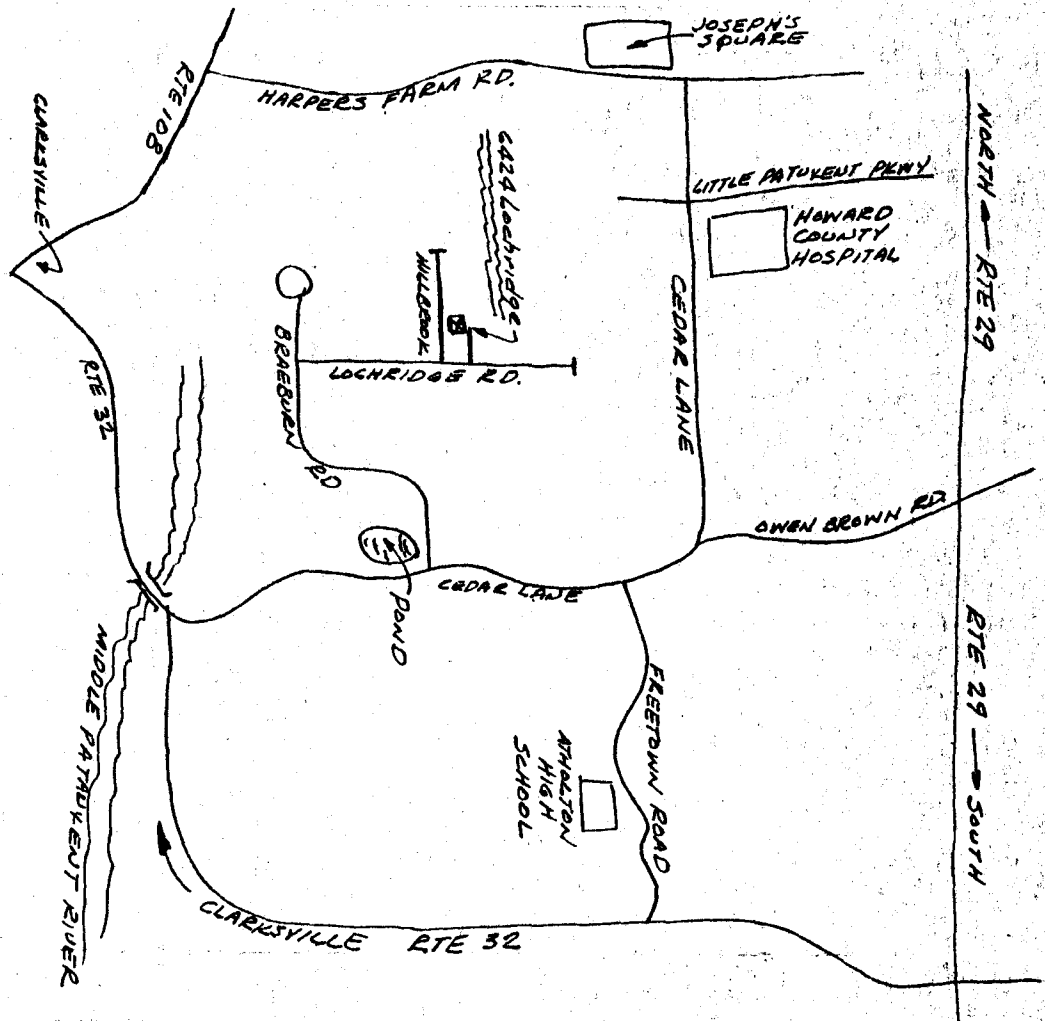 JOSEPH'S
SQUARE
HARPERS FARM RD.
RTE 108
CLARKSVILLE
6424 Lochridge
NORTH ← RTE 29
LITTLE PATUXENT PKWY
HOWARD
COUNTY
HOSPITAL
HILLBROOK
CEDAR LANE
BRAEBURN
RD
LOCHRIDGE RD.
RTE 32
OWEN BROWN RD.
CEDAR LANE
POND
RTE 29 → SOUTH
MIDDLE PATAUXENT RIVER
FREETOWN ROAD
ATHOLTON
HIGH
SCHOOL
CLARKSVILLE RTE 32